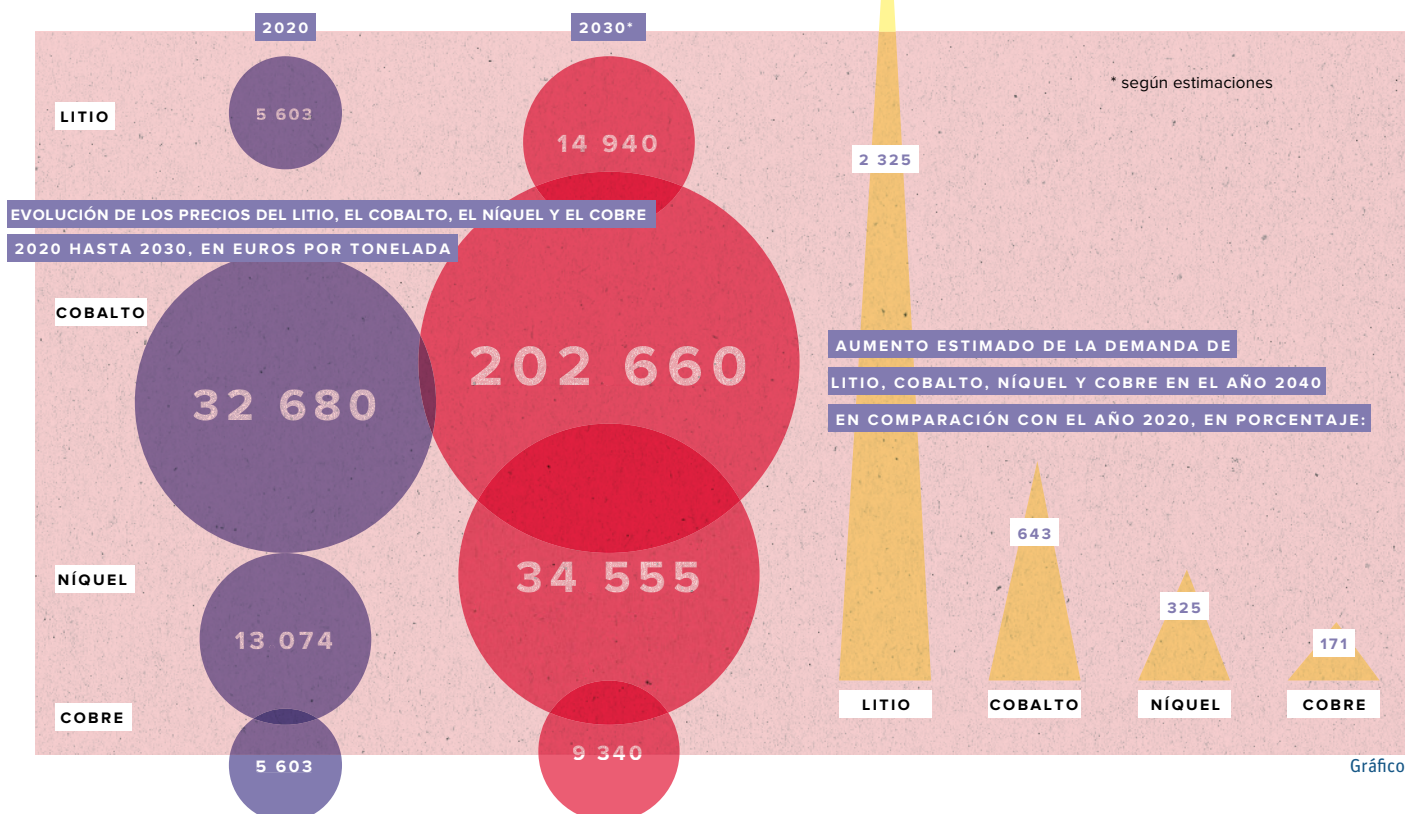 2020
2030*
* según estimaciones
LITIO
5 603
14 940
2 325
EVOLUCIÓN DE LOS PRECIOS DEL LITIO, EL COBALTO, EL NÍQUEL Y EL COBRE
2020 HASTA 2030, EN EUROS POR TONELADA
COBALTO
32 680
202 660
AUMENTO ESTIMADO DE LA DEMANDA DE
LITIO, COBALTO, NÍQUEL Y COBRE EN EL AÑO 2040
EN COMPARACIÓN CON EL AÑO 2020, EN PORCENTAJE:
643
NÍQUEL
34 555
325
13 074
171
COBRE
LITIO
COBALTO
NÍQUEL
COBRE
5 603
9 340
Gráfico